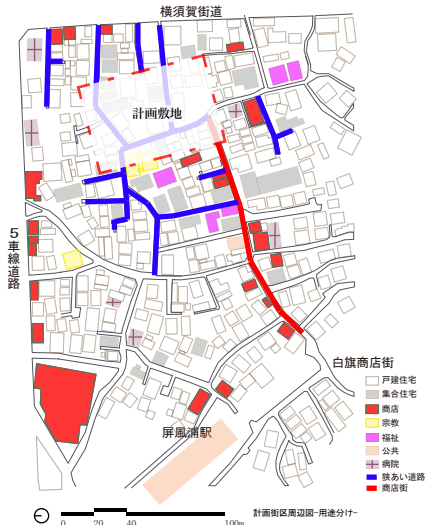 横須賀街道
計画敷地
5車線道路
白旗商店街
戸建住宅
集合住宅
商店
宗教
福祉
公共
病院
狭あい道路
商店街
屏風浦駅
計画街区周辺図-用途分け-
0 20 40 100m